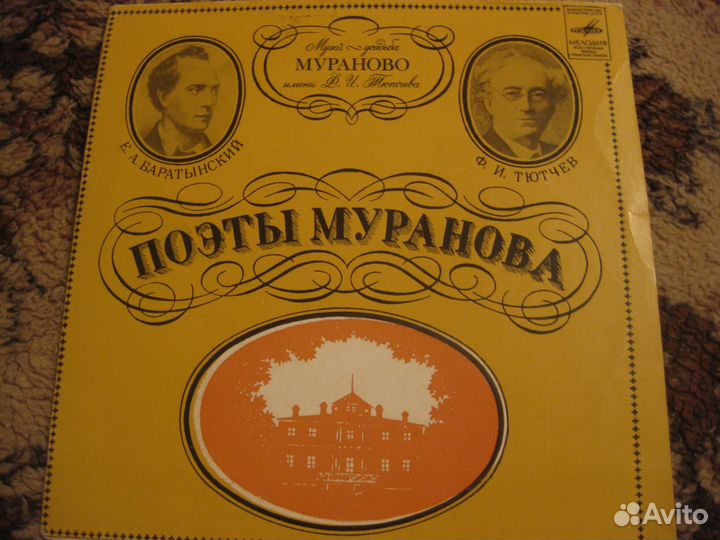 Музей-усадьба
МУРАНОВО
имени Ф. И. Тютчева
МЕЛОДИЯ
Е. А. БАРАТЫНСКИЙ
Ф. И. ТЮТЧЕВ
ПОЭТЫ МУРАНОВА
Avito